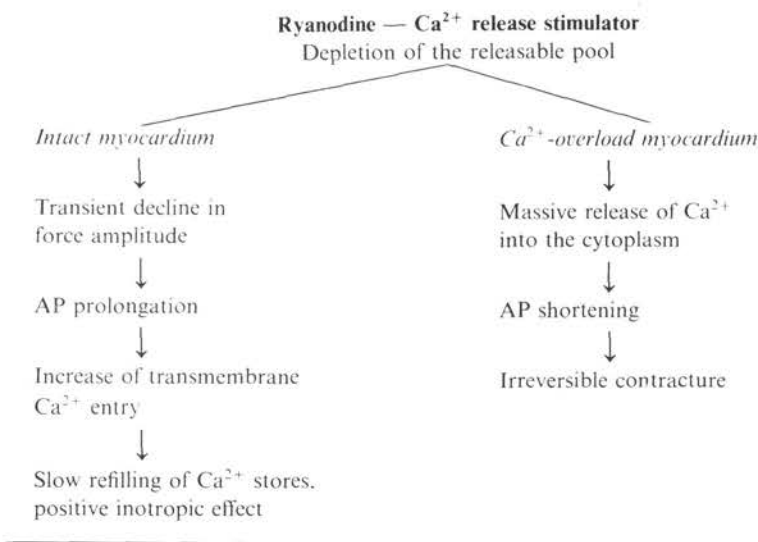 Ryanodine — Ca²⁺ release stimulator
Depletion of the releasable pool
Intact myocardium
Transient decline in
force amplitude
AP prolongation
Increase of transmembrane
Ca²⁺ entry
Slow refilling of Ca²⁺ stores.
positive inotropic effect
Ca²⁺-overload myocardium
Massive release of Ca²⁺
into the cytoplasm
AP shortening
Irreversible contracture